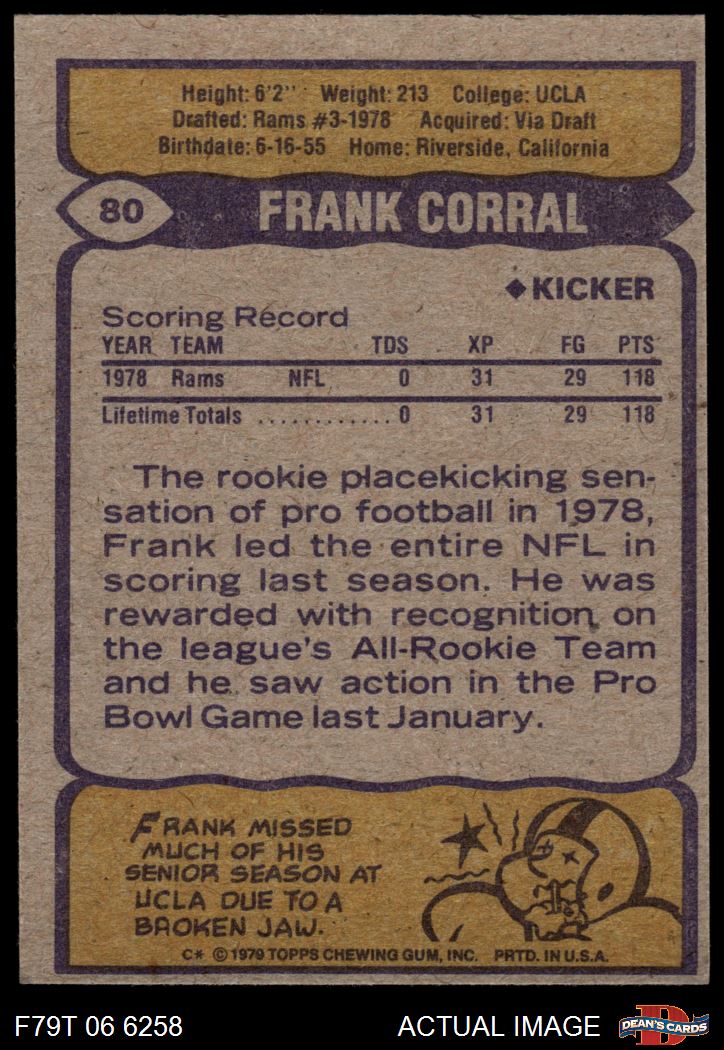 Height: 6'2" Weight: 213 College: UCLA
Drafted: Rams #3-1978 Acquired: Via Draft
Birthdate: 6-16-55 Home: Riverside, California
80 FRANK CORRAL
◆KICKER
Scoring Record
YEAR TEAM TDS XP FG PTS
1978 Rams NFL 0 31 29 118
Lifetime Totals ............ 0 31 29 118
The rookie placekicking sen-
sation of pro football in 1978,
Frank led the entire NFL in
scoring last season. He was
rewarded with recognition on
the league's All-Rookie Team
and he saw action in the Pro
Bowl Game last January.
FRANK MISSED
MUCH OF HIS
SENIOR SEASON AT
UCLA DUE TO A
BROKEN JAW.
C* © 1979 TOPPS CHEWING GUM, INC. PRTD. IN U.S.A.
F79T 06 6258 ACTUAL IMAGE D DEAN'S CARDS